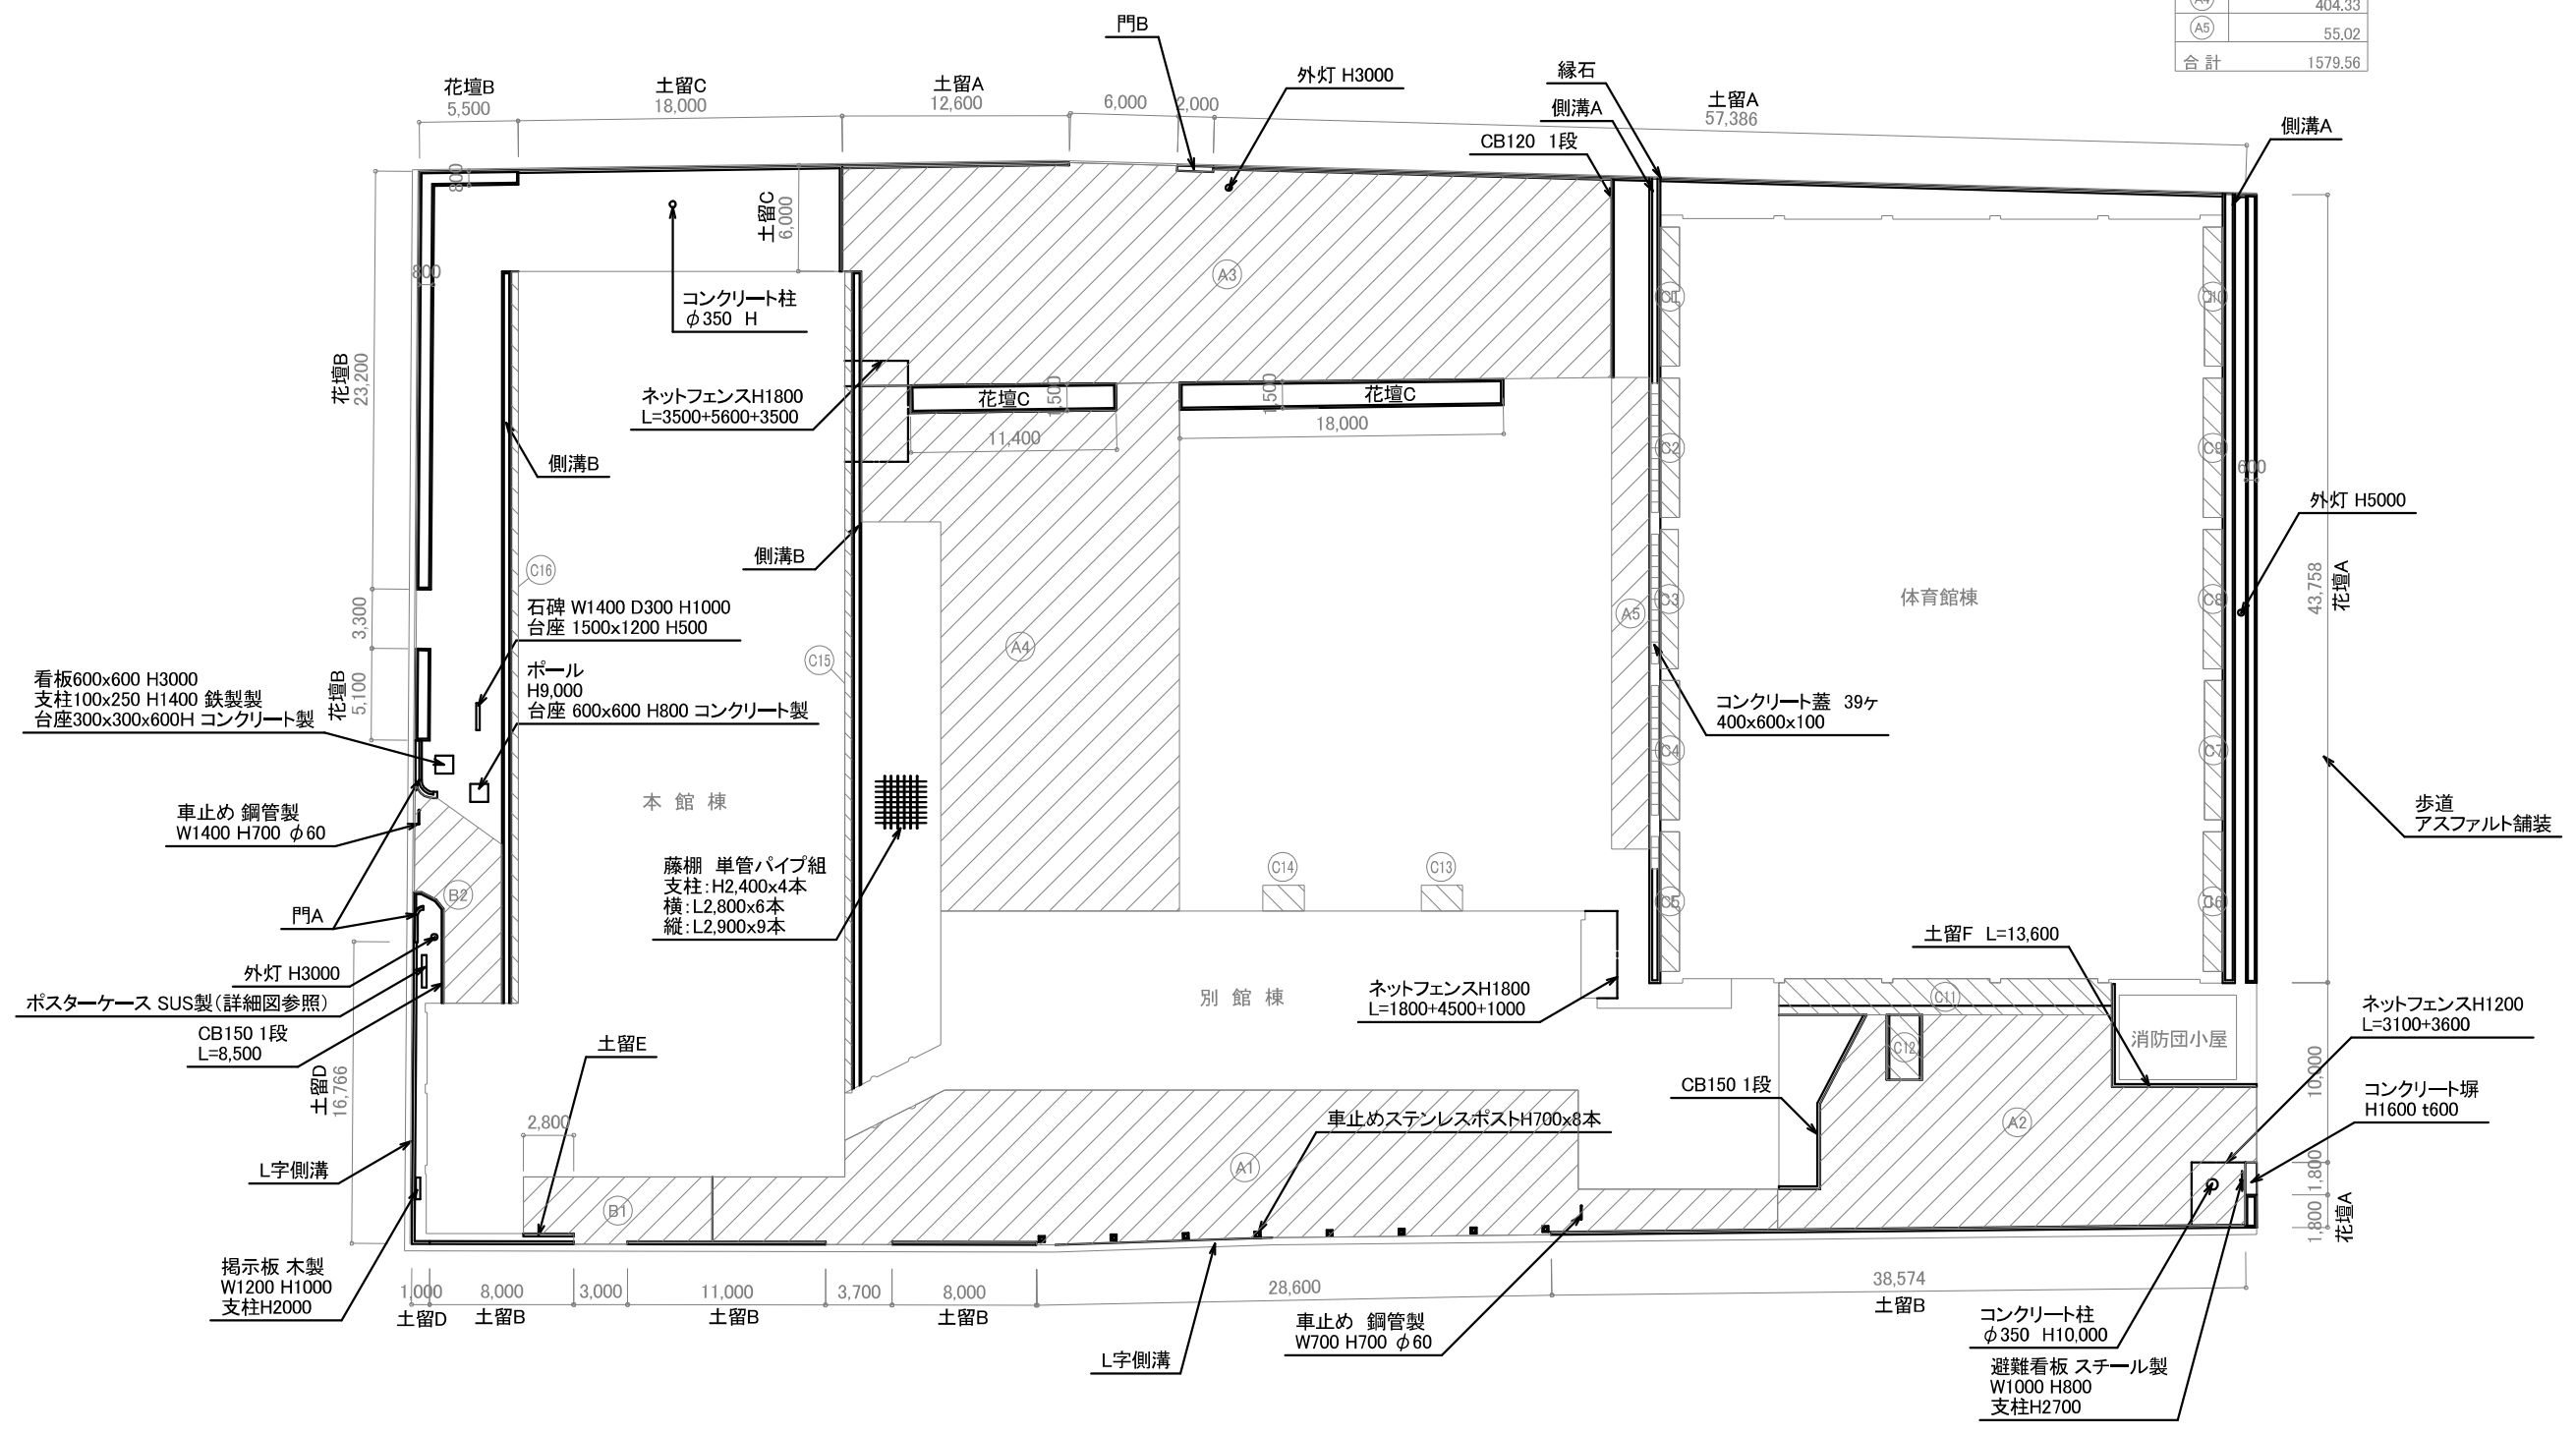 A4 404.33
A5 55.02
合計 1579.56
門B
外灯 H3000
縁石
側溝A
CB120 1段
側溝A
花壇B
5,500
土留C
18,000
土留A
12,600
6,000
2,000
土留A
57,386
800
土留C
6,000
800
コンクリート柱
φ350 H
A3
C1
C10
花壇B
23,200
ネットフェンスH1800
L=3500+5600+3500
花壇C
1,500
11,400
1,500
花壇C
18,000
側溝B
C2
C9
600
外灯 H5000
側溝B
C16
石碑 W1400 D300 H1000
台座 1500x1200 H500
3,300
C15
A4
A5
C3
体育館棟
C8
43,758
花壇A
看板600x600 H3000
支柱100x250 H1400 鉄製製
台座300x300x600H コンクリート製
花壇B
5,100
ポール
H9,000
台座 600x600 H800 コンクリート製
コンクリート蓋 39ヶ
400x600x100
C4
C7
歩道
アスファルト舗装
車止め 鋼管製
W1400 H700 φ60
本館棟
藤棚 単管パイプ組
支柱：H2,400x4本
横：L2,800x6本
縦：L2,900x9本
C14
C13
C5
C6
門A
B2
外灯 H3000
ポスターケース SUS製（詳細図参照）
CB150 1段
L=8,500
別館棟
ネットフェンスH1800
L=1800+4500+1000
土留F L=13,600
C11
C12
消防団小屋
ネットフェンスH1200
L=3100+3600
土留D
16,766
土留E
2,800
CB150 1段
10,000
コンクリート塀
H1600 t600
車止めステンレスポストH700x8本
A2
A1
B1
L字側溝
1,800
1,800
花壇A
掲示板 木製
W1200 H1000
支柱H2000
1,000
土留D
8,000
土留B
3,000
11,000
土留B
3,700
8,000
土留B
28,600
38,574
土留B
L字側溝
車止め 鋼管製
W700 H700 φ60
コンクリート柱
φ350 H10,000
避難看板 スチール製
W1000 H800
支柱H2700